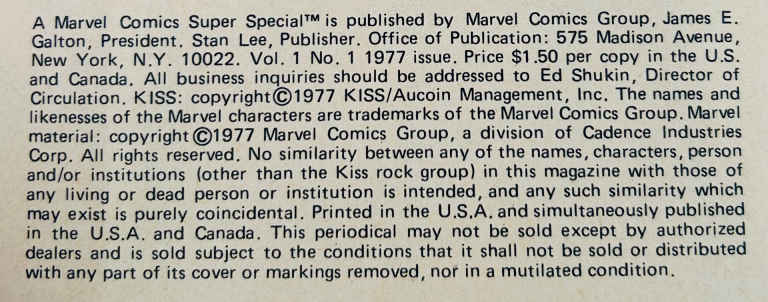 A Marvel Comics Super Special™ is published by Marvel Comics Group, James E.
Galton, President. Stan Lee, Publisher. Office of Publication: 575 Madison Avenue,
New York, N.Y. 10022. Vol. 1 No. 1 1977 issue. Price $1.50 per copy in the U.S.
and Canada. All business inquiries should be addressed to Ed Shukin, Director of
Circulation. KISS: copyright©1977 KISS/Aucoin Management, Inc. The names and
likenesses of the Marvel characters are trademarks of the Marvel Comics Group. Marvel
material: copyright©1977 Marvel Comics Group, a division of Cadence Industries
Corp. All rights reserved. No similarity between any of the names, characters, person
and/or institutions (other than the Kiss rock group) in this magazine with those of
any living or dead person or institution is intended, and any such similarity which
may exist is purely coincidental. Printed in the U.S.A. and simultaneously published
in the U.S.A. and Canada. This periodical may not be sold except by authorized
dealers and is sold subject to the conditions that it shall not be sold or distributed
with any part of its cover or markings removed, nor in a mutilated condition.